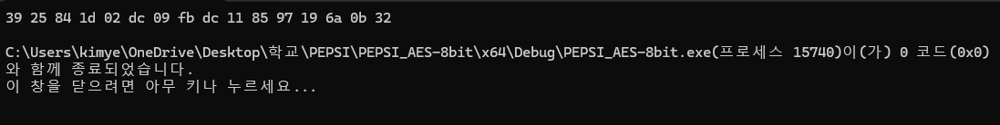 39 25 84 1d 02 dc 09 fb dc 11 85 97 19 6a 0b 32
C:\Users\kimye\OneDrive\Desktop\학교\PEPSI\PEPSI_AES-8bit\x64\Debug\PEPSI_AES-8bit.exe(프로세스 15740)이(가) 0 코드(0x0)
와 함께 종료되었습니다.
이 창을 닫으려면 아무 키나 누르세요...